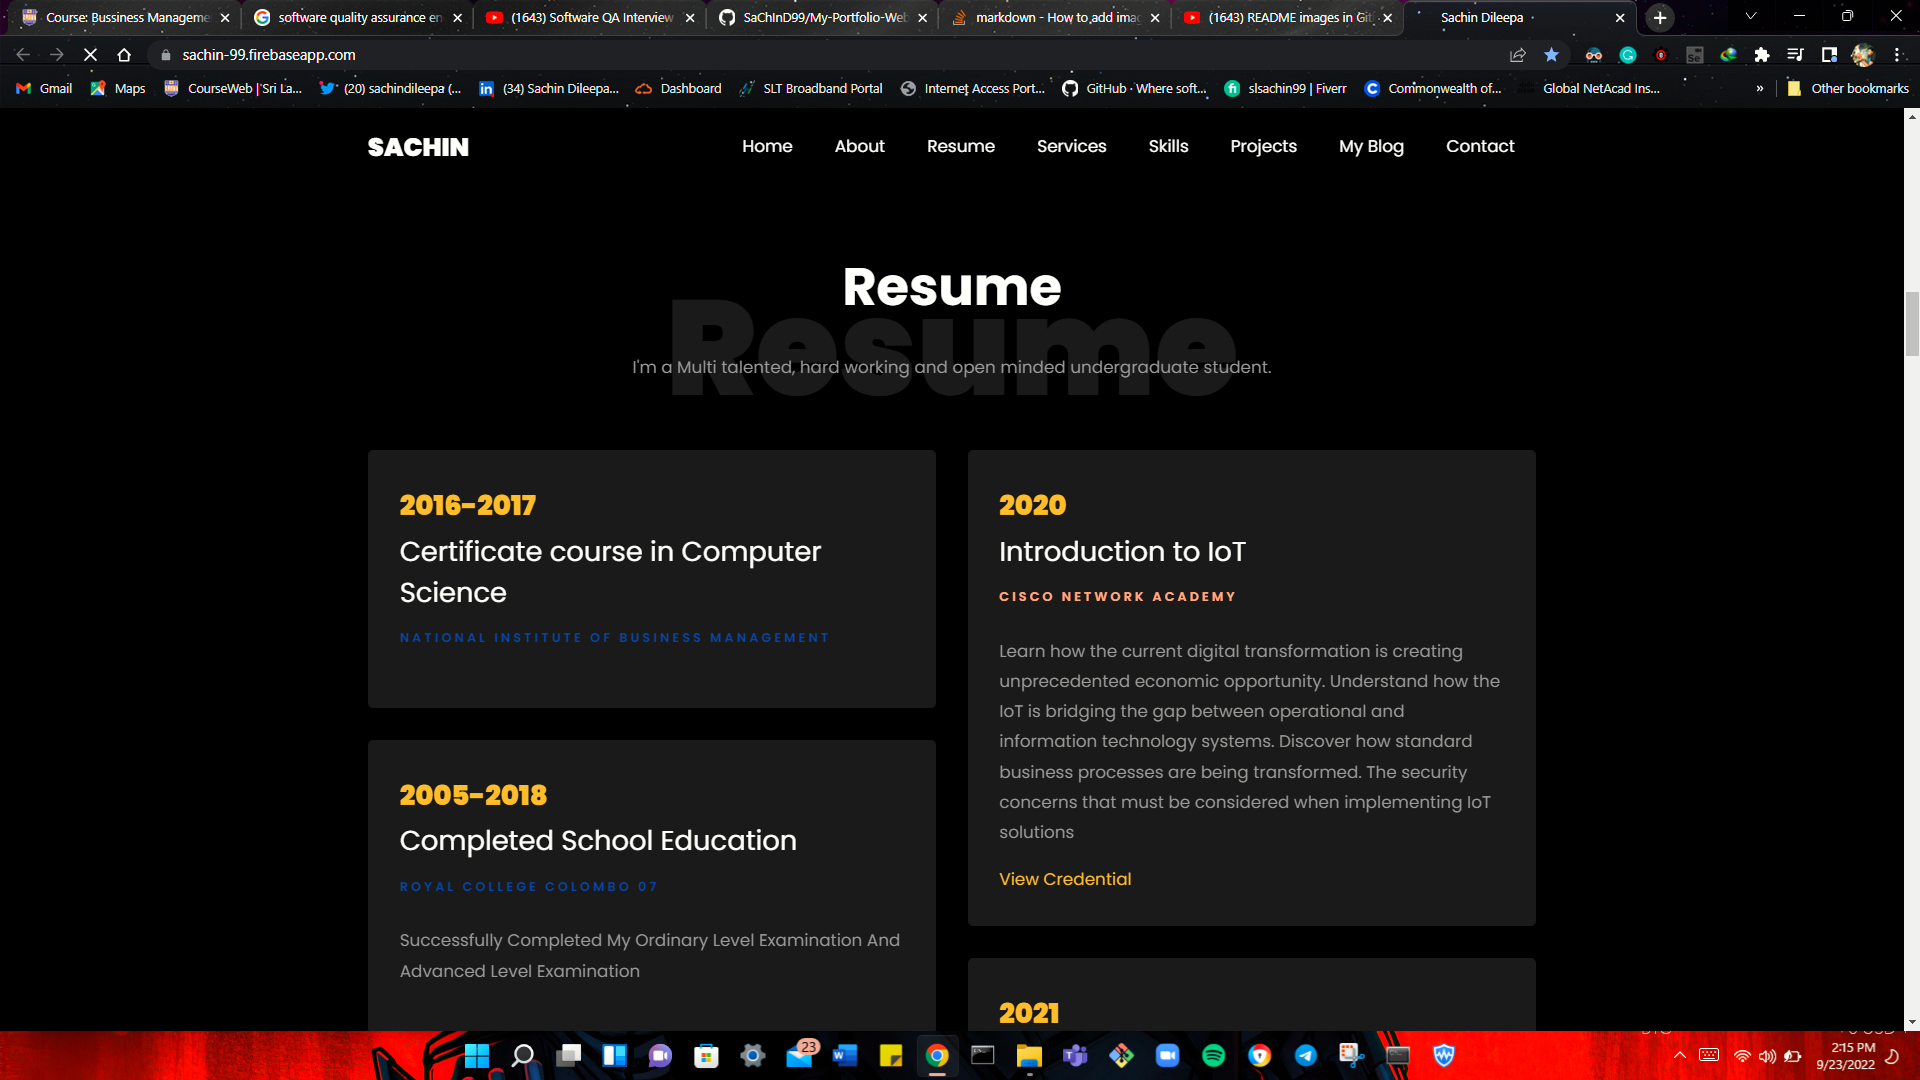 Course: Bussiness Manageme
software quality assurance en
(1643) Software QA Interview
SaChInD99/My-Portfolio-Web
markdown - How to add imag
(1643) README images in Git
Sachin Dileepa
sachin-99.firebaseapp.com
Gmail
Maps
CourseWeb | Sri La...
(20) sachindileepa (...
(34) Sachin Dileepa...
Dashboard
SLT Broadband Portal
Internet Access Port...
GitHub · Where soft...
slsachin99 | Fiverr
Commonwealth of...
Global NetAcad Ins...
»
Other bookmarks
SACHIN
Home
About
Resume
Services
Skills
Projects
My Blog
Contact
Resume
Resume
I'm a Multi talented, hard working and open minded undergraduate student.
2016-2017
Certificate course in Computer
Science
NATIONAL INSTITUTE OF BUSINESS MANAGEMENT
2005-2018
Completed School Education
ROYAL COLLEGE COLOMBO 07
Successfully Completed My Ordinary Level Examination And
Advanced Level Examination
2020
Introduction to IoT
CISCO NETWORK ACADEMY
Learn how the current digital transformation is creating
unprecedented economic opportunity. Understand how the
IoT is bridging the gap between operational and
information technology systems. Discover how standard
business processes are being transformed. The security
concerns that must be considered when implementing IoT
solutions
View Credential
2021
23
2:15 PM
9/23/2022